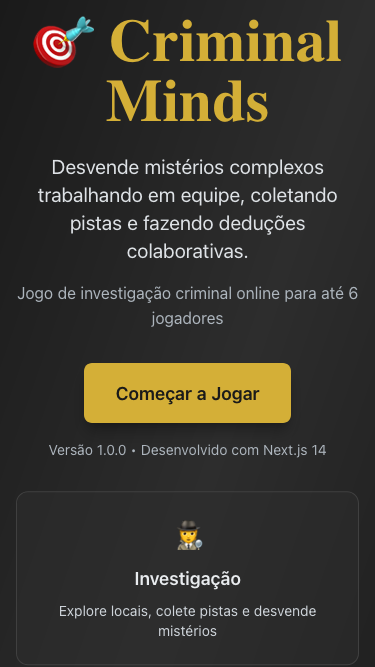 🎯 Criminal
Minds
Desvende mistérios complexos
trabalhando em equipe, coletando
pistas e fazendo deduções
colaborativas.
Jogo de investigação criminal online para até 6
jogadores
Começar a Jogar
Versão 1.0.0 • Desenvolvido com Next.js 14
Investigação
Explore locais, colete pistas e desvende
mistérios